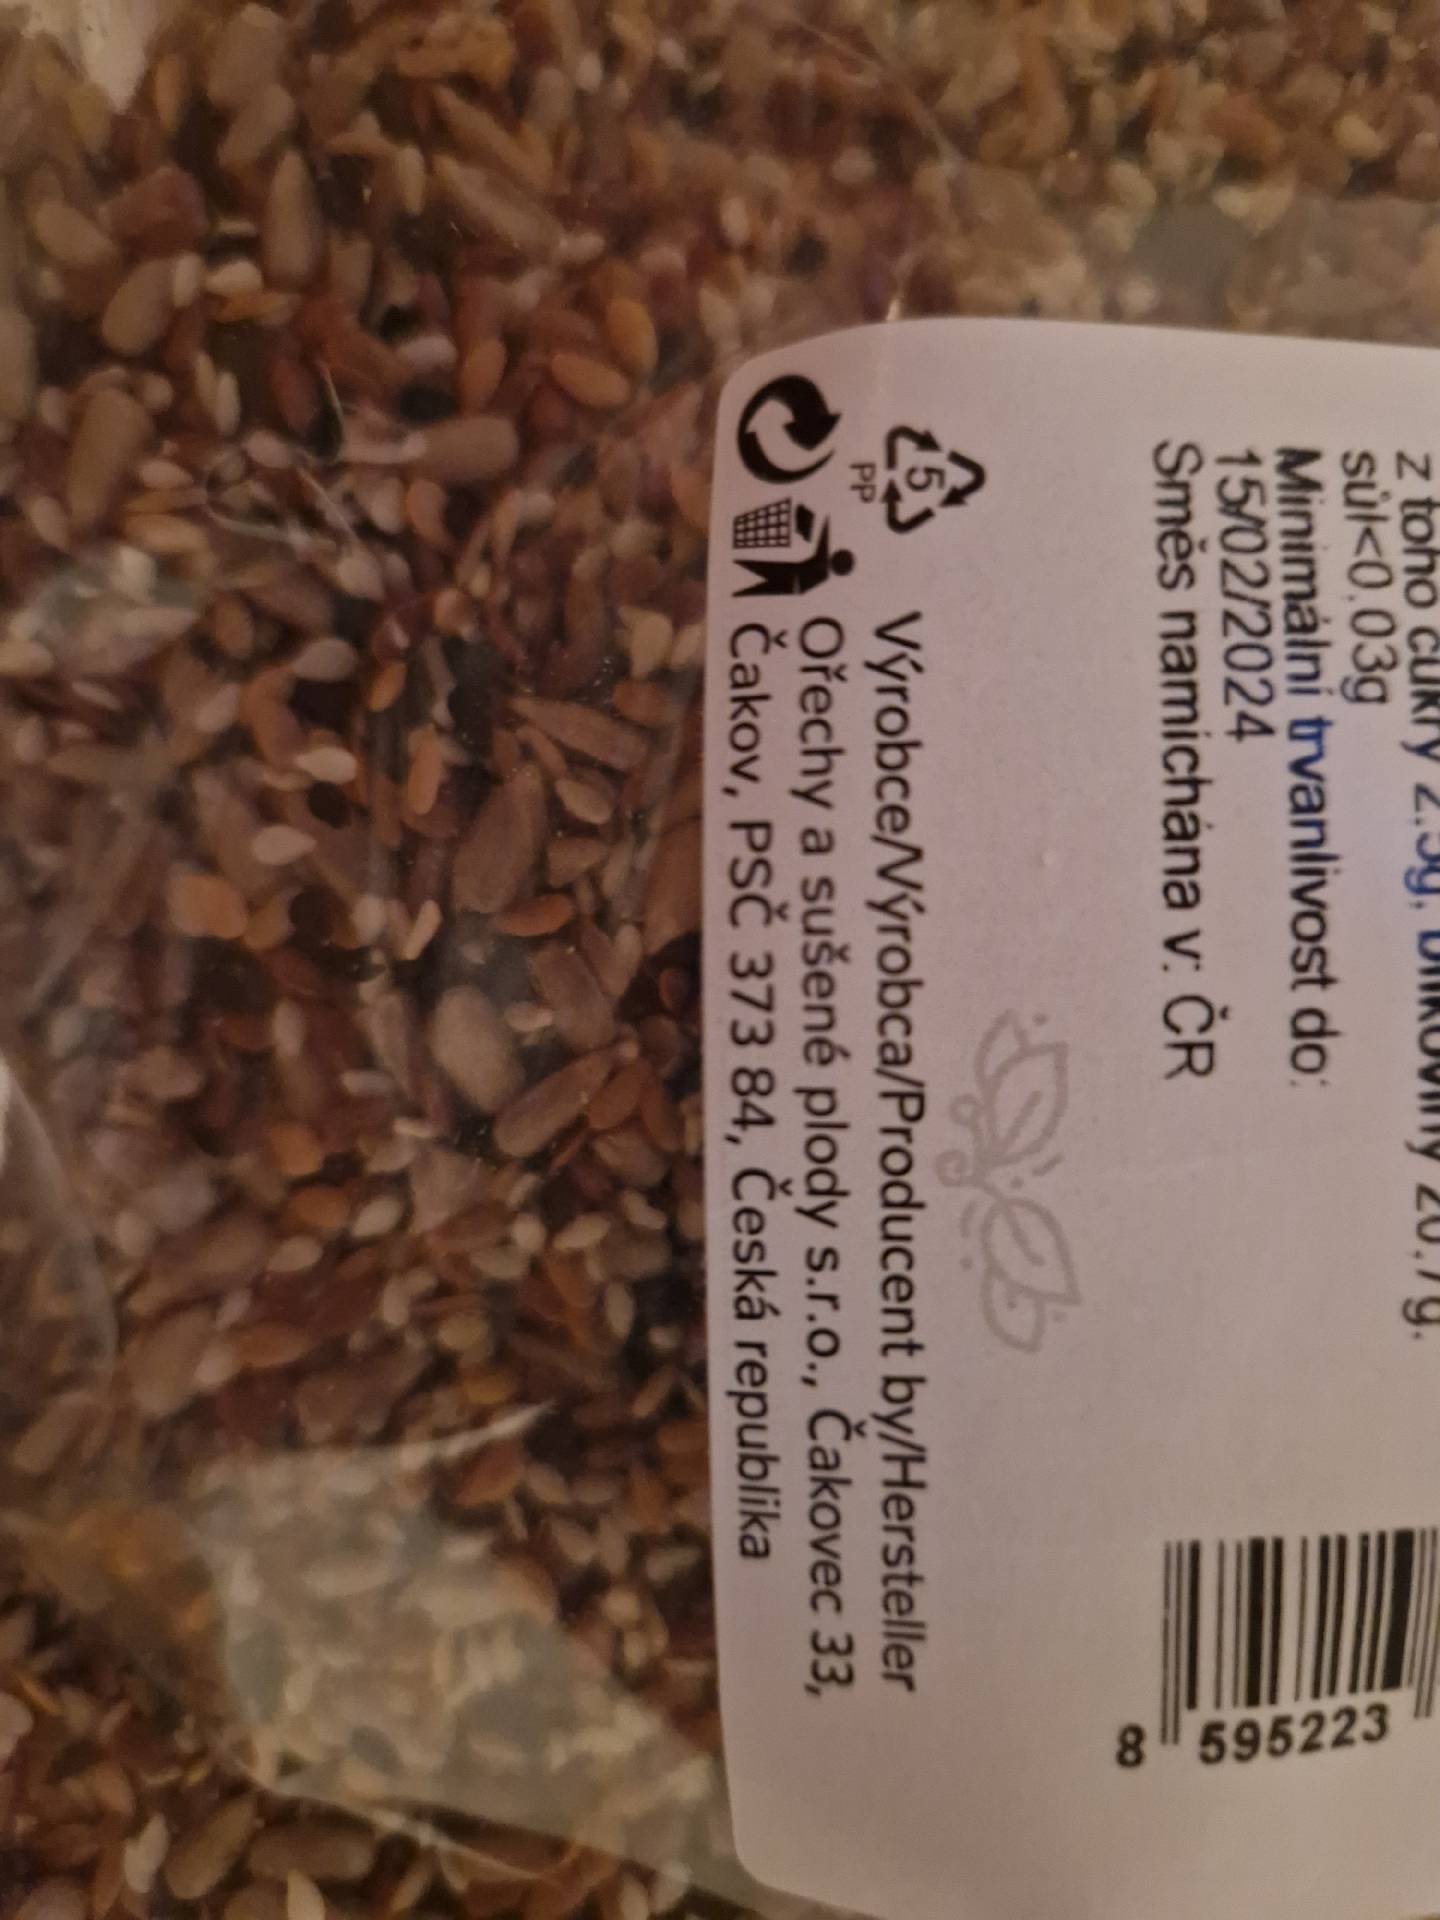 z toho cukry 2,5g, bílkoviny 20,7g,
sůl<0,03g
Minimální trvanlivost do:
15/02/2024
Směs namíchána v: ČR
8 595223
5
PP
Výrobce/Výrobca/Producent by/Hersteller
Ořechy a sušené plody s.r.o., Čakovec 33,
Čakov, PSČ 373 84, Česká republika